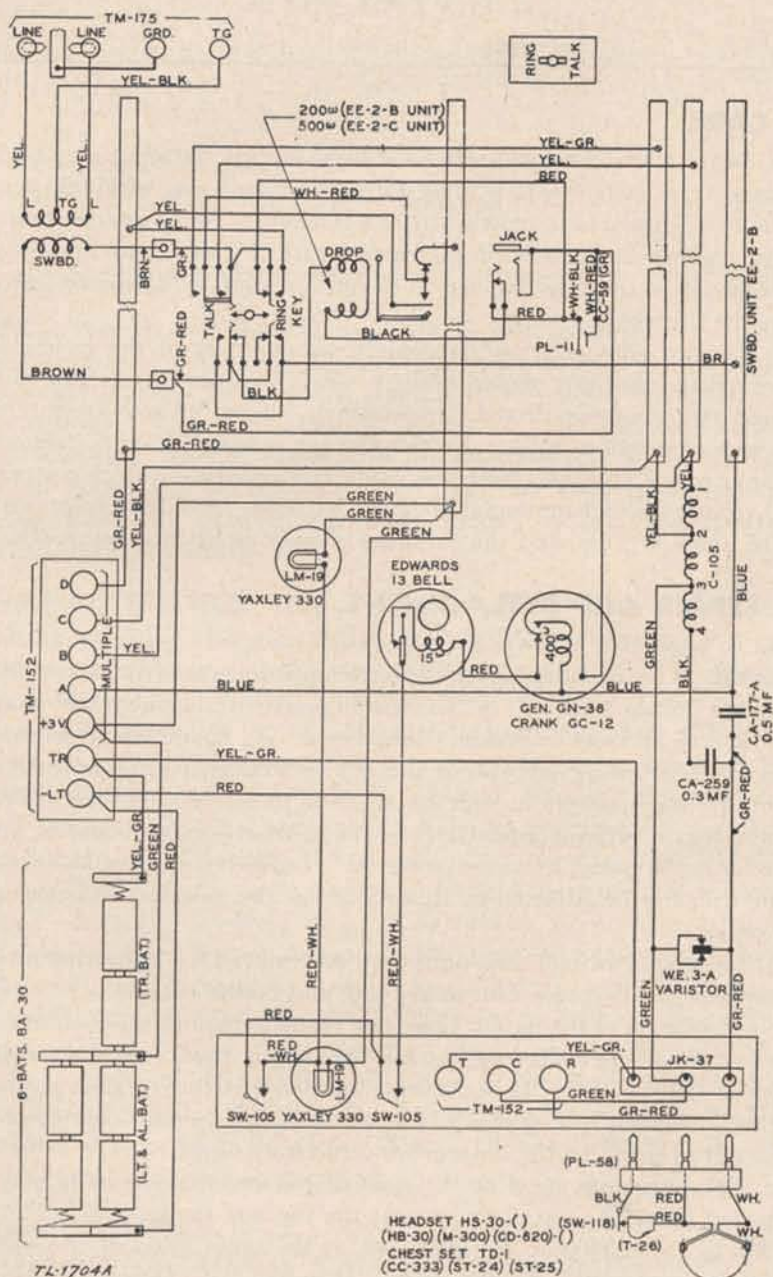 TM-175
LINE
LINE
GRD.
TG
YEL-BLK.
YEL.
YEL.
RING
TALK
200ω (EE-2-B UNIT)
500ω (EE-2-C UNIT)
YEL-GR.
YEL.
RED
WH.-RED
L
TG
L
YEL.
YEL.
SWBD.
BRN.
GR.
DROP
JACK
TALK
RING
KEY
WH-BLK
WH-RED
CC-59 (GR)
RED
BLACK
PL-11
SWBD. UNIT EE-2-B
BROWN
GR-RED
BLK.
BR.
GR.-RED
GR.-RED
GR-RED
YEL-BLK
GREEN
GREEN
GREEN
YEL-BLK
YEL
1
2
3
4
C-105
BLUE
LM-19
YAXLEY 330
EDWARDS
13 BELL
15
RED
400
GEN. GN-38
CRANK GC-12
TM-152
MULTIPLE
D
C
B
A
+3V
TR
-LT
YEL.
BLUE
BLUE
GREEN
BLK
CA-177-A
0.5 MF
CA-259
0.3 MF
GR-RED
YEL-GR.
RED
YEL-GR
GREEN
RED
6-BATS. BA-30
(TR. BAT)
(LT. & AL. BAT)
RED-WH.
RED-WH.
W.E. 3-A
VARISTOR
GREEN
GR-RED
RED
RED
-WH.
LM-19
SW-105
YAXLEY 330
SW-105
T
C
R
TM-152
YEL-GR.
GREEN
GR-RED
JK-37
(PL-58)
BLK
RED
WH.
(SW-118)
RED
WH.
(T-26)
HEADSET HS-30-( )
(HB-30) (M-300) (CD-620)-( )
CHEST SET TD-1
(CC-333) (ST-24) (ST-25)
TL-1704A